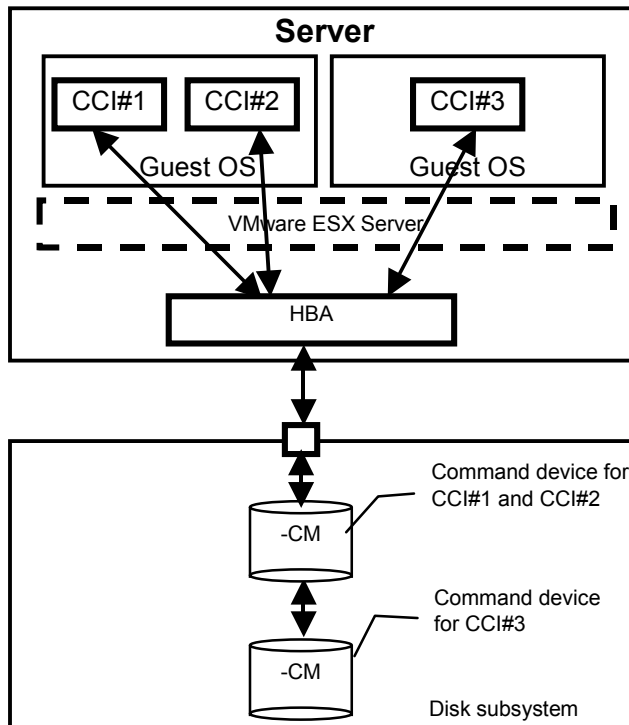 Server
CCI#1
CCI#2
CCI#3
Guest OS
Guest OS
VMware ESX Server
HBA
Command device for
CCI#1 and CCI#2
-CM
Command device
for CCI#3
-CM
Disk subsystem